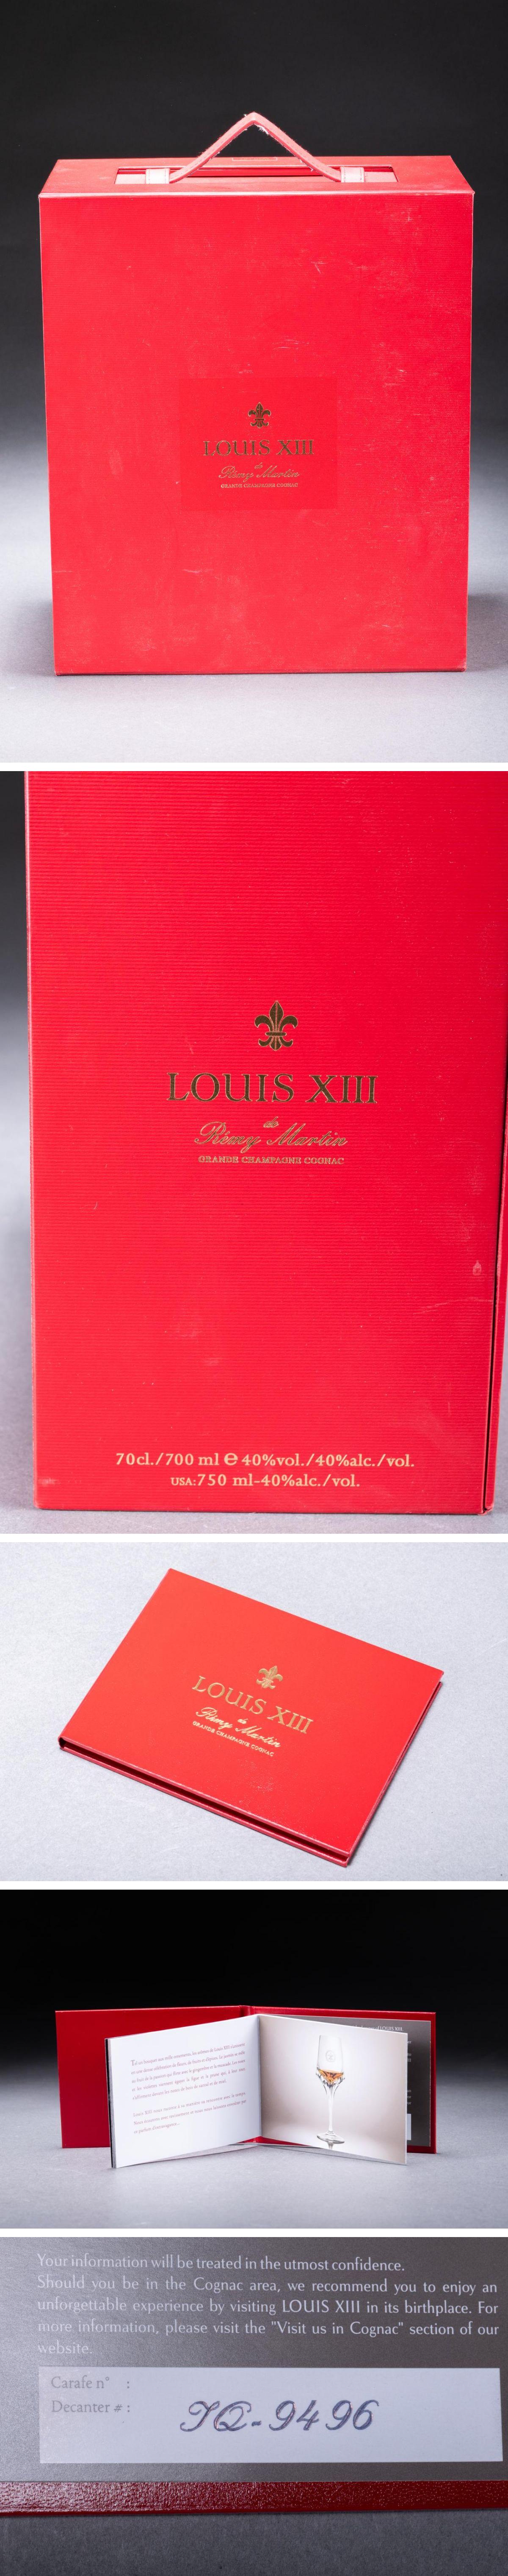 LOUIS XIII
de
Rémy Martin
GRANDE CHAMPAGNE COGNAC
LOUIS XIII
de
Rémy Martin
GRANDE CHAMPAGNE COGNAC
70cl./700 ml ℮ 40%vol./40%alc./vol.
USA:750 ml-40%alc./vol.
LOUIS XIII
de
Rémy Martin
GRANDE CHAMPAGNE COGNAC
Your information will be treated in the utmost confidence.
Should you be in the Cognac area, we recommend you to enjoy an
unforgettable experience by visiting LOUIS XIII in its birthplace. For
more information, please visit the "Visit us in Cognac" section of our
website.
Carafe n° :
Decanter # : JQ-9496